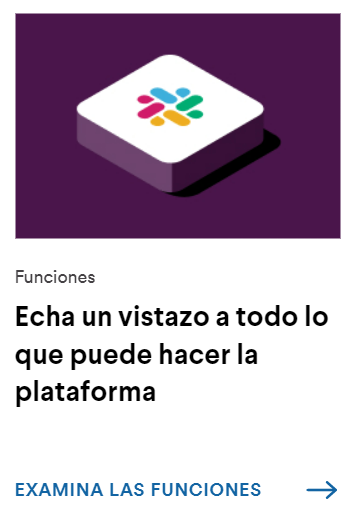 Funciones
Echa un vistazo a todo lo
que puede hacer la
plataforma
EXAMINA LAS FUNCIONES